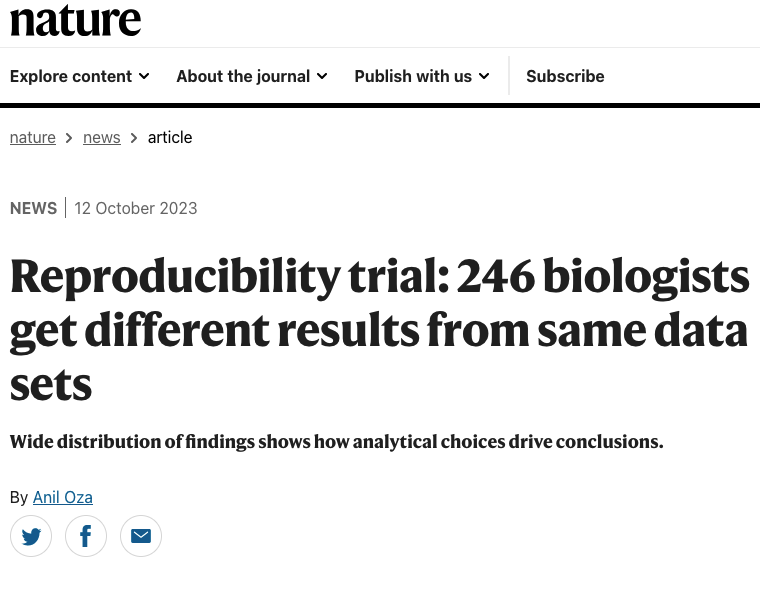 nature
Explore content About the journal Publish with us Subscribe
nature > news > article
NEWS | 12 October 2023
Reproducibility trial: 246 biologists
get different results from same data
sets
Wide distribution of findings shows how analytical choices drive conclusions.
By Anil Oza